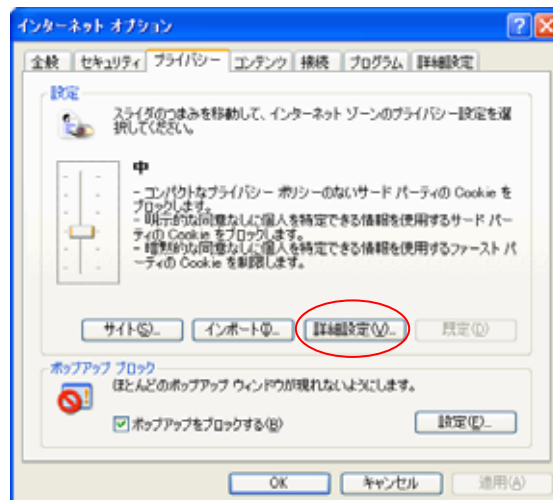 インターネット オプション
全般 セキュリティ プライバシー コンテンツ 接続 プログラム 詳細設定
設定
スライダのつまみを移動して、インターネット ゾーンのプライバシー設定を選
択してください。
中
- コンパクトなプライバシー ポリシーのないサード パーティの Cookie を
ブロックします。
- 明示的な同意なしに個人を特定できる情報を使用するサード パー
ティの Cookie をブロックします。
- 暗黙的な同意なしに個人を特定できる情報を使用するファースト パ
ーティの Cookie を制限します。
サイト(S)... インポート(I)... 詳細設定(V)... 既定(D)
ポップアップ ブロック
ほとんどのポップアップ ウィンドウが現れないようにします。
ポップアップをブロックする(B) 設定(E)...
OK キャンセル 適用(A)